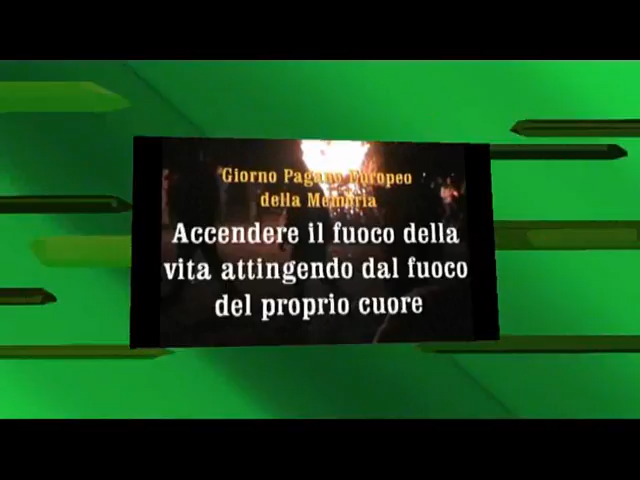 Giorno Pagano Europeo
della Memoria
Accendere il fuoco della
vita attingendo dal fuoco
del proprio cuore